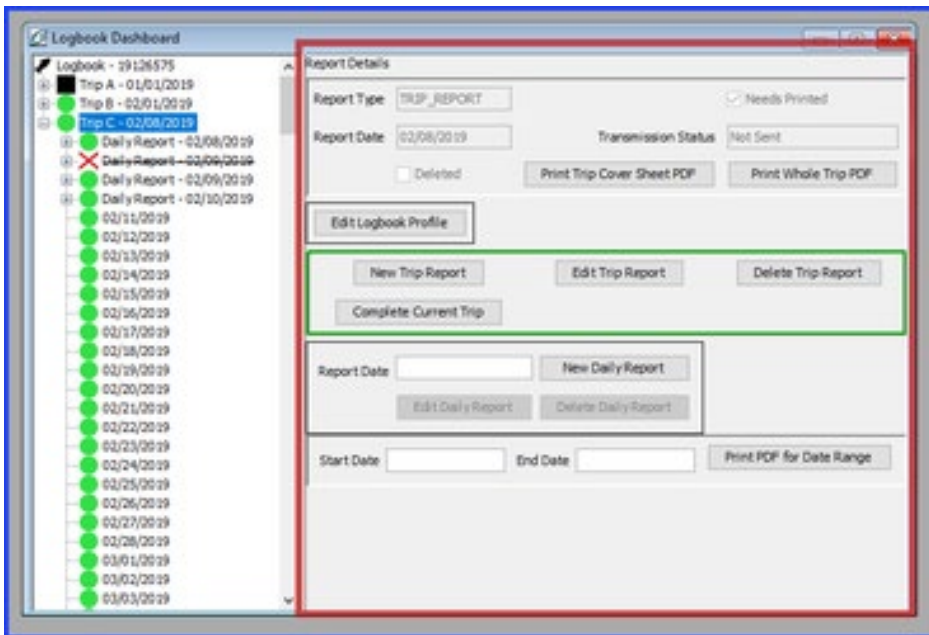 Logbook Dashboard
Logbook - 19126575
Trip A - 01/01/2019
Trip B - 02/01/2019
Trip C - 02/08/2019
Daily Report - 02/08/2019
Daily Report - 02/09/2019
Daily Report - 02/09/2019
Daily Report - 02/10/2019
02/11/2019
02/12/2019
02/13/2019
02/14/2019
02/15/2019
02/16/2019
02/17/2019
02/18/2019
02/19/2019
02/20/2019
02/21/2019
02/22/2019
02/23/2019
02/24/2019
02/25/2019
02/26/2019
02/27/2019
02/28/2019
03/01/2019
03/02/2019
03/03/2019
Report Details
Report Type TRIP_REPORT Needs Printed
Report Date 02/08/2019 Transmission Status Not Sent
Deleted Print Trip Cover Sheet PDF Print Whole Trip PDF
Edit Logbook Profile
New Trip Report Edit Trip Report Delete Trip Report
Complete Current Trip
Report Date New Daily Report
Edit Daily Report Delete Daily Report
Start Date End Date Print PDF for Date Range